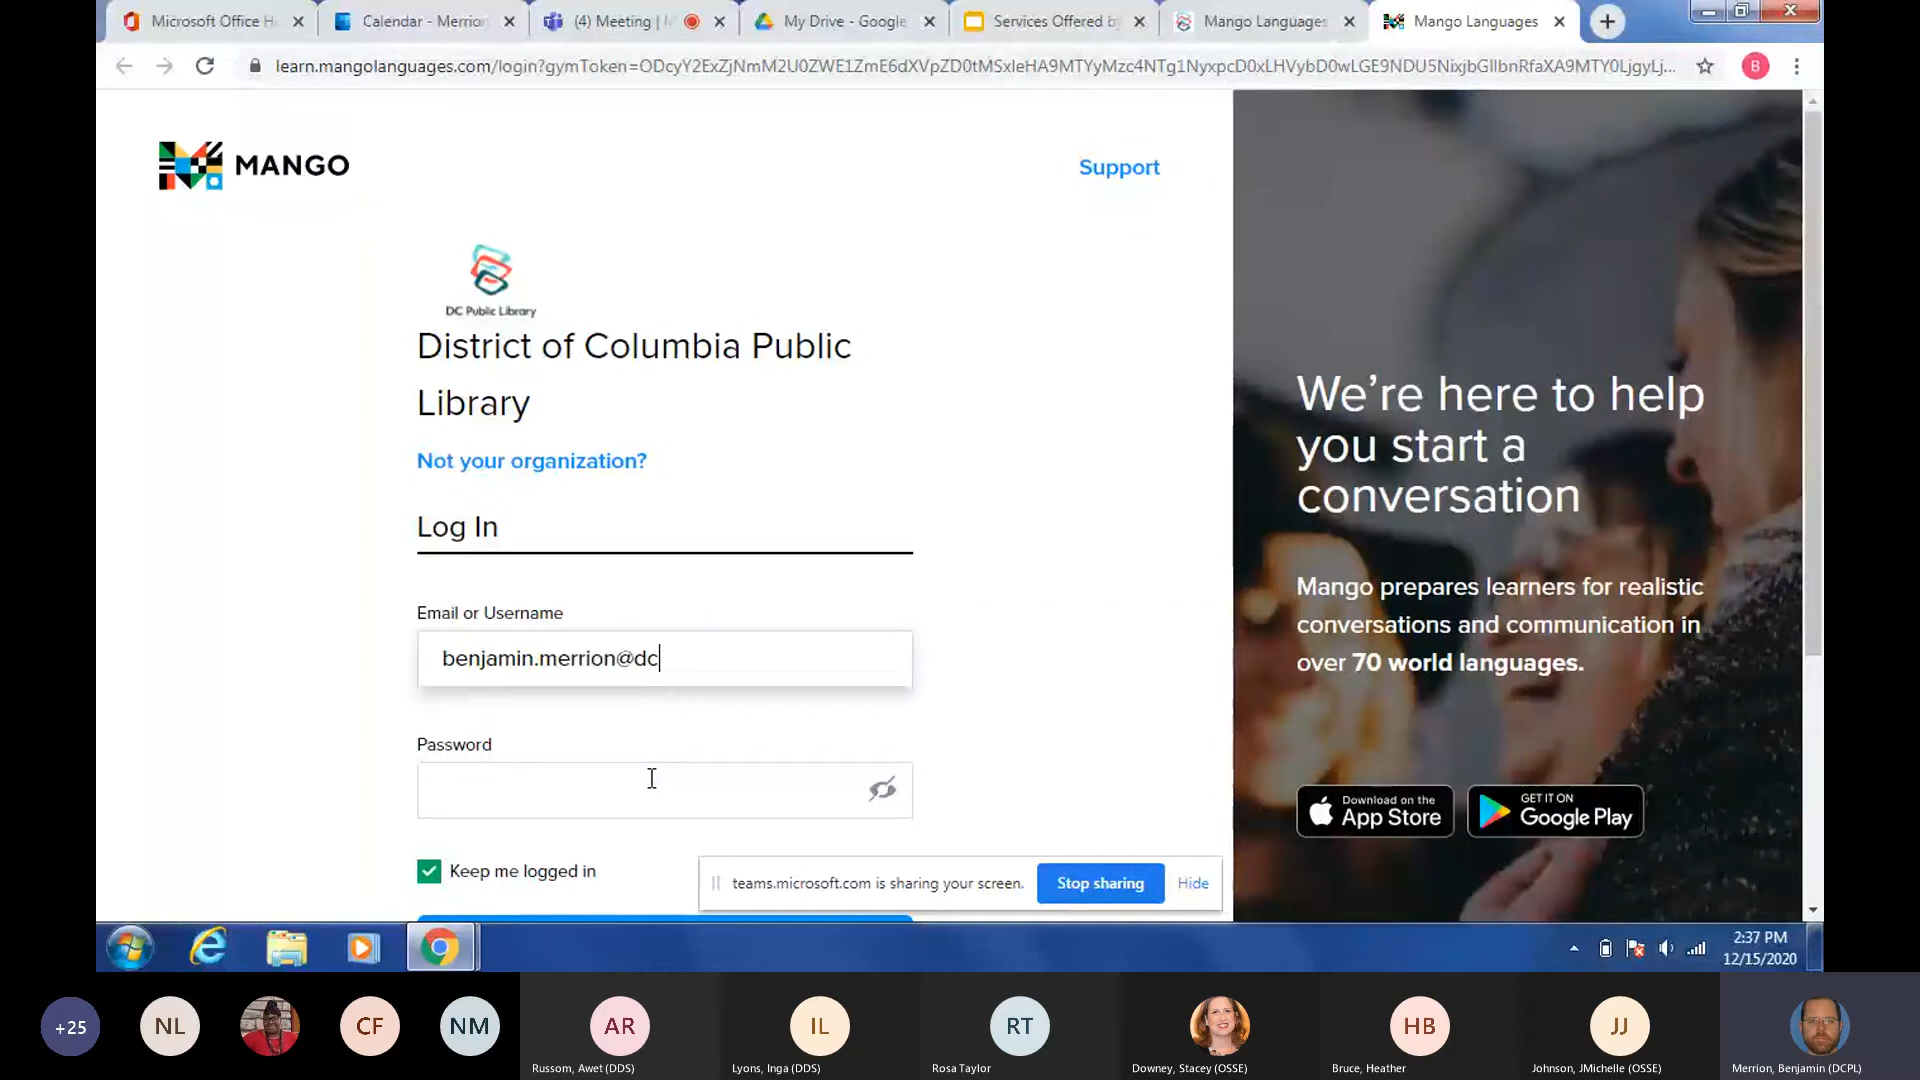 Microsoft Office H
Calendar - Merrion
(4) Meeting | M
My Drive - Google
Services Offered b
Mango Languages
Mango Languages
learn.mangolanguages.com/login?gymToken=ODcyY2ExZjNmM2U0ZWE1ZmE6dXVpZD0tMSxleHA9MTYyMzc4NTg1NyxpcD0xLHVybD0wLGE9NDU5NixjbGllbnRfaXA9MTY0LjgyLj...
B
MANGO
Support
DC Public Library
District of Columbia Public
Library
Not your organization?
Log In
Email or Username
benjamin.merrion@dc
Password
Keep me logged in
We're here to help
you start a
conversation
Mango prepares learners for realistic
conversations and communication in
over 70 world languages.
Download on the
App Store
GET IT ON
Google Play
teams.microsoft.com is sharing your screen.
Stop sharing
Hide
2:37 PM
12/15/2020
+25
NL
CF
NM
AR
IL
RT
HB
JJ
Russom, Awet (DDS)
Lyons, Inga (DDS)
Rosa Taylor
Downey, Stacey (OSSE)
Bruce, Heather
Johnson, JMichelle (OSSE)
Merrion, Benjamin (DCPL)